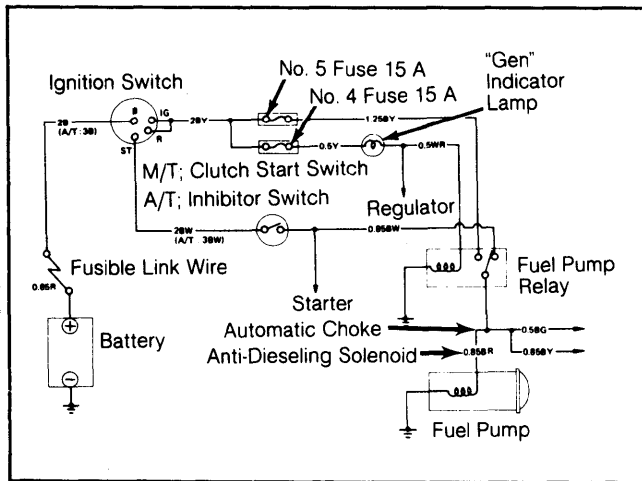 Ignition Switch
No. 5 Fuse 15 A
No. 4 Fuse 15 A
"Gen"
Indicator
Lamp
B
IG
R
ST
2B
(A/T : 3B)
2BY
1.25BY
0.5Y
0.5WR
M/T; Clutch Start Switch
A/T; Inhibitor Switch
Regulator
2BW
(A/T : 3BW)
0.85BW
Fusible Link Wire
0.85R
Fuel Pump
Relay
Starter
Automatic Choke
Anti-Dieseling Solenoid
0.5BG
0.85BR
0.85BY
Battery
+
−
Fuel Pump